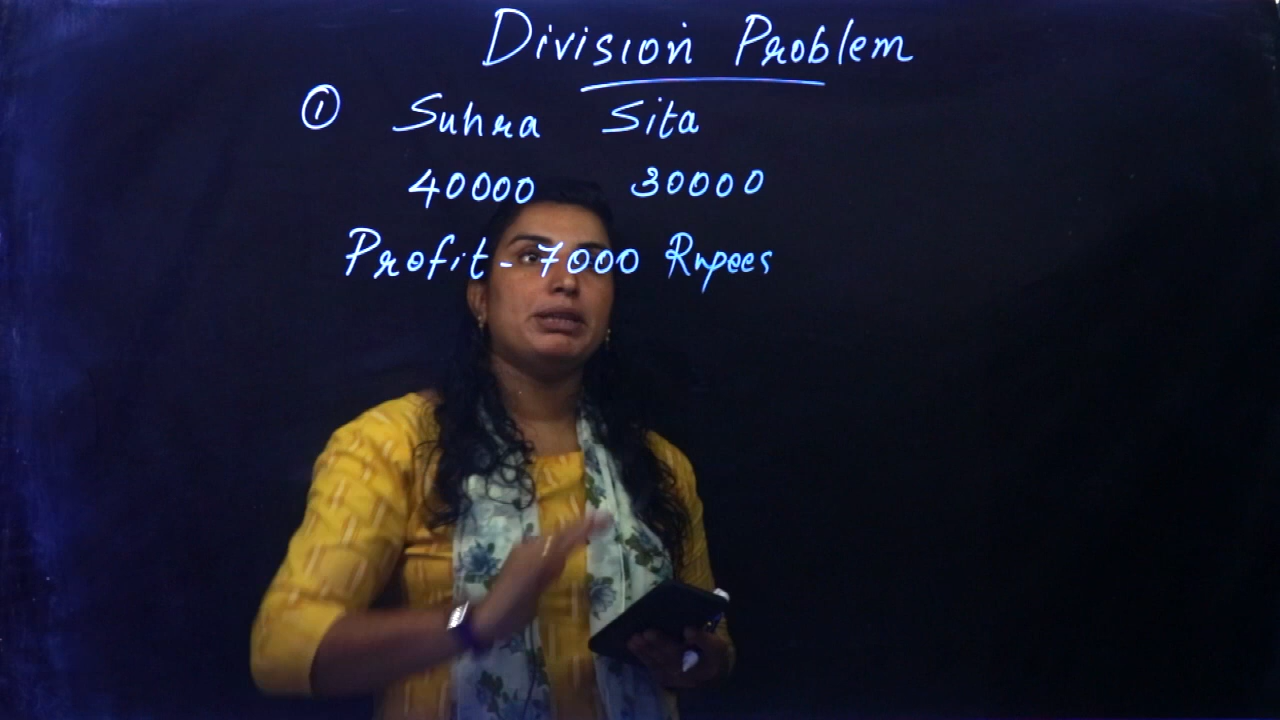 Division Problem
① Suhra Sita
40000 30000
Profit - 7000 Rupees